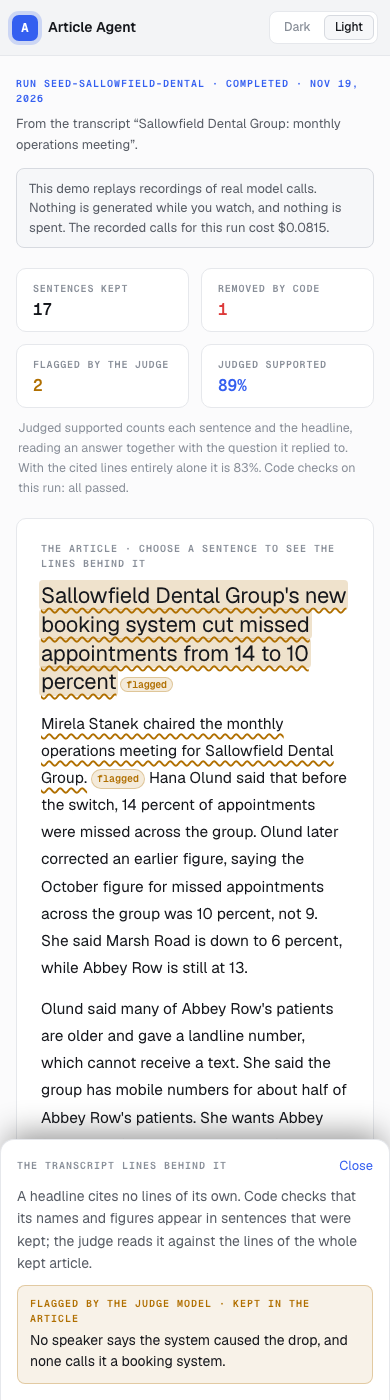 A
Article Agent
Dark
Light
RUN SEED-SALLOWFIELD-DENTAL · COMPLETED · NOV 19,
2026
From the transcript “Sallowfield Dental Group: monthly
operations meeting”.
This demo replays recordings of real model calls.
Nothing is generated while you watch, and nothing is
spent. The recorded calls for this run cost $0.0815.
SENTENCES KEPT
17
REMOVED BY CODE
1
FLAGGED BY THE JUDGE
2
JUDGED SUPPORTED
89%
Judged supported counts each sentence and the headline,
reading an answer together with the question it replied to.
With the cited lines entirely alone it is 83%. Code checks on
this run: all passed.
THE ARTICLE · CHOOSE A SENTENCE TO SEE THE
LINES BEHIND IT
Sallowfield Dental Group's new
booking system cut missed
appointments from 14 to 10
percent flagged
Mirela Stanek chaired the monthly
operations meeting for Sallowfield Dental
Group. flagged Hana Olund said that before
the switch, 14 percent of appointments
were missed across the group. Olund later
corrected an earlier figure, saying the
October figure for missed appointments
across the group was 10 percent, not 9.
She said Marsh Road is down to 6 percent,
while Abbey Row is still at 13.
Olund said many of Abbey Row's patients
are older and gave a landline number,
which cannot receive a text. She said the
group has mobile numbers for about half of
Abbey Row's patients. She wants Abbey
THE TRANSCRIPT LINES BEHIND IT
Close
A headline cites no lines of its own. Code checks that
its names and figures appear in sentences that were
kept; the judge reads it against the lines of the whole
kept article.
FLAGGED BY THE JUDGE MODEL · KEPT IN THE
ARTICLE
No speaker says the system caused the drop, and
none calls it a booking system.